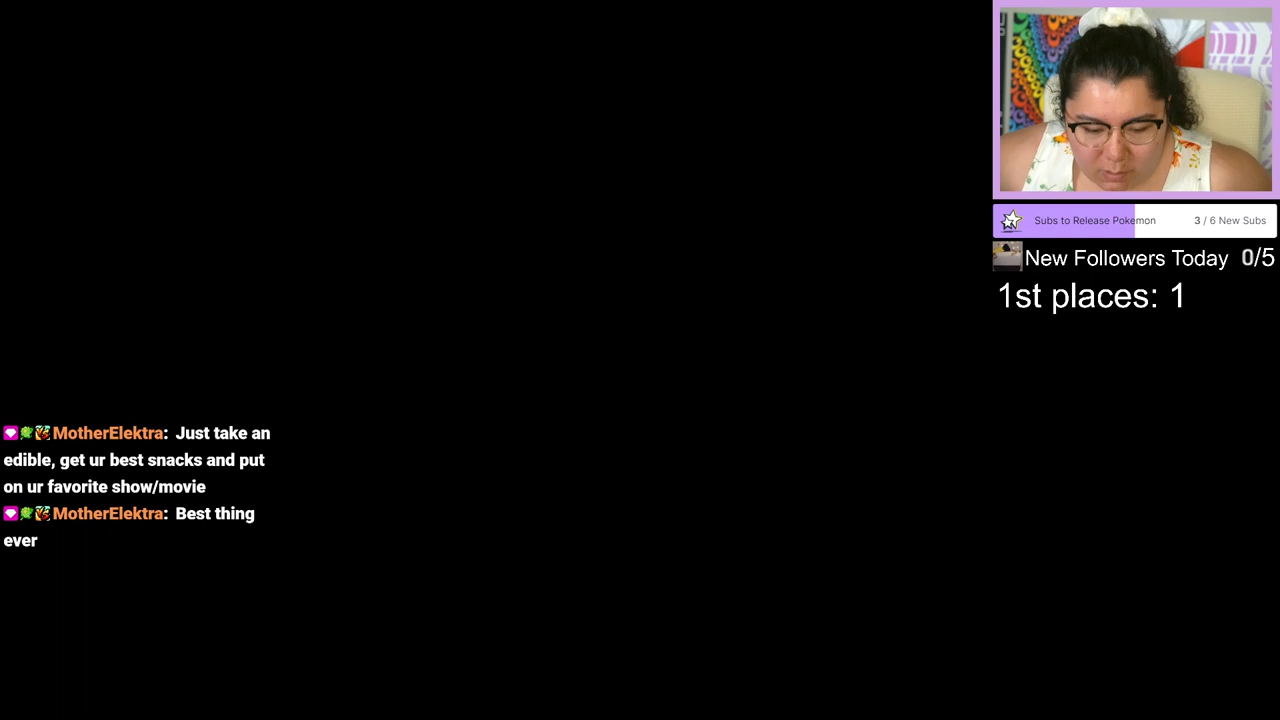 Subs to Release Pokemon 3 / 6 New Subs
New Followers Today 0/5
1st places: 1
MotherElektra: Just take an
edible, get ur best snacks and put
on ur favorite show/movie
MotherElektra: Best thing
ever